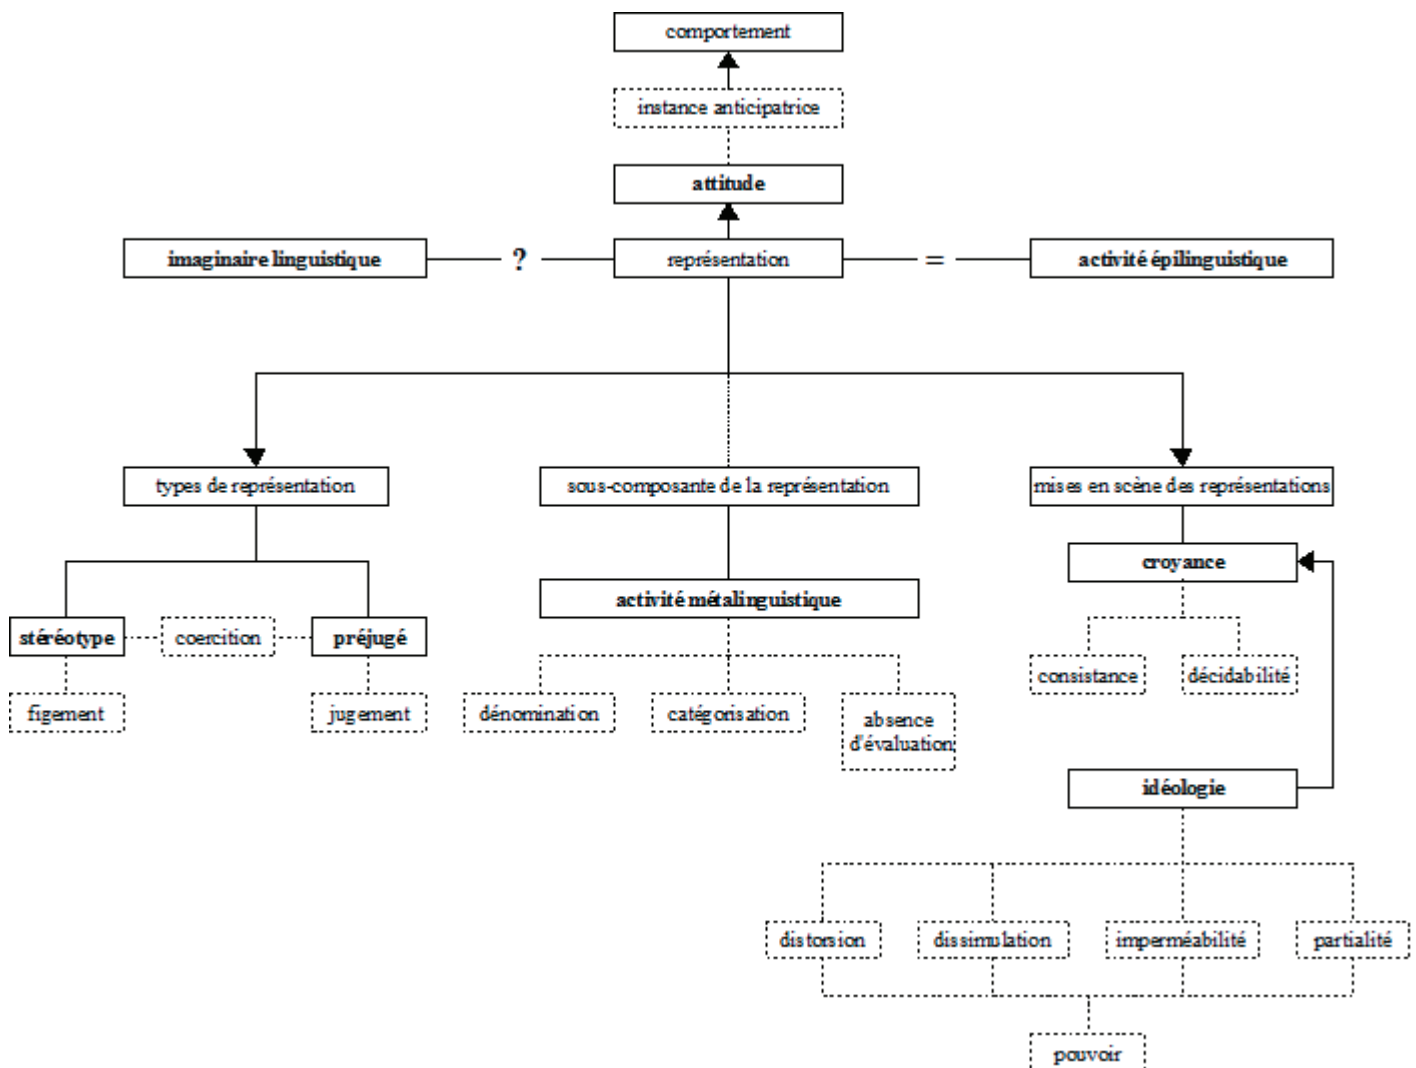 comportement
instance anticipatrice
attitude
imaginaire linguistique ? représentation = activité épilinguistique
types de représentation
sous-composante de la représentation
mises en scène des représentations
croyance
activité métalinguistique
stéréotype
coercition
préjugé
consistance
décidabilité
figement
jugement
dénomination
catégorisation
absence
d'évaluation
idéologie
distorsion
dissimulation
imperméabilité
partialité
pouvoir